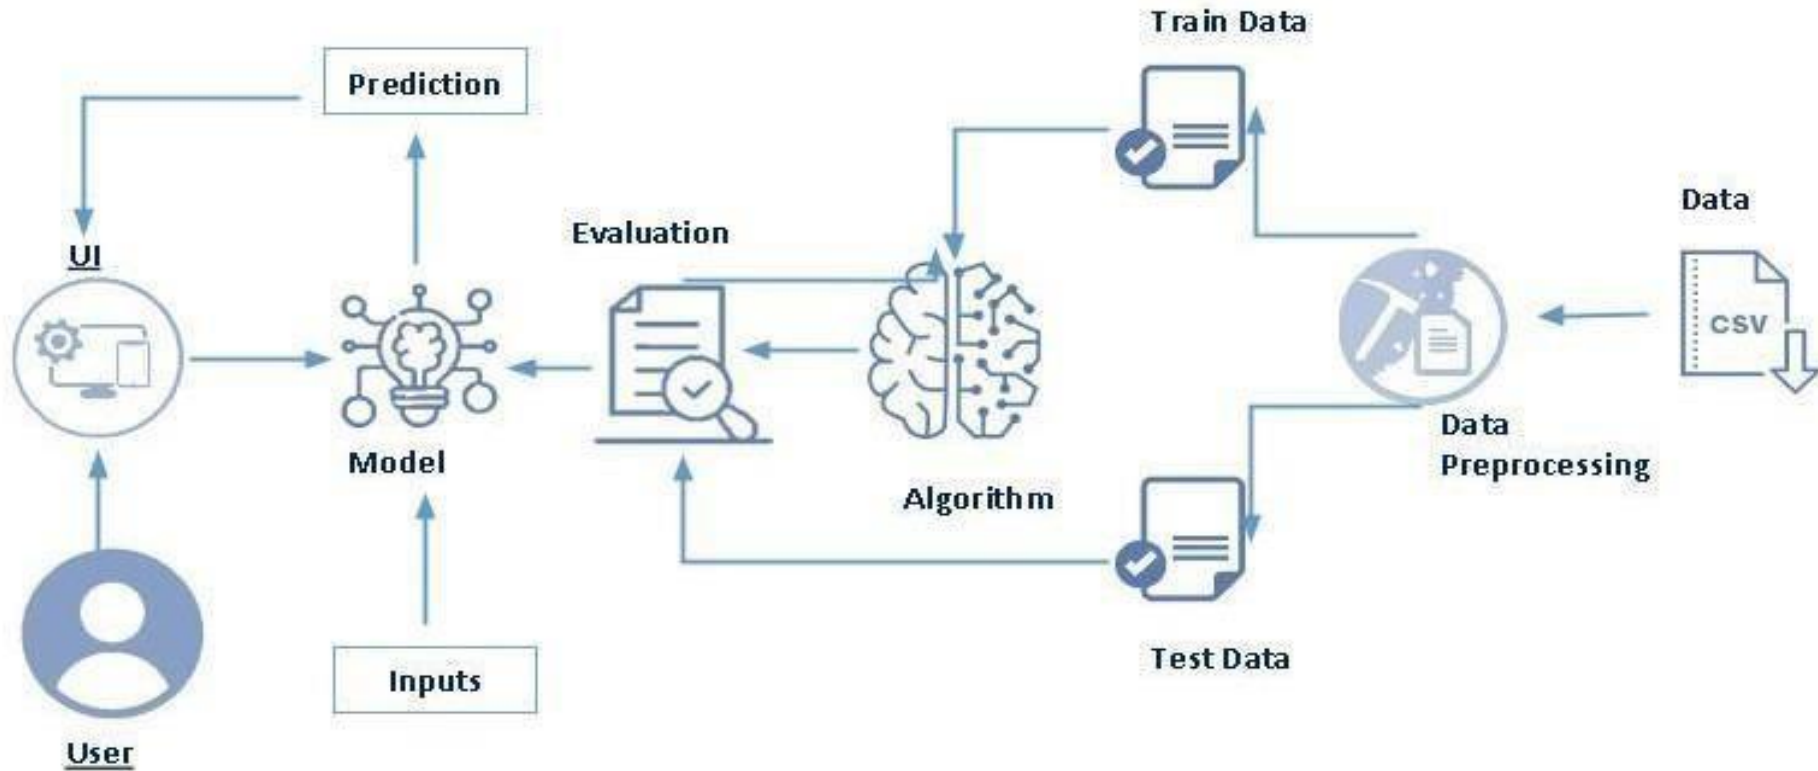 Train Data
Prediction
Data
Evaluation
UI
CSV
Data
Preprocessing
Model
Algorithm
Test Data
Inputs
User